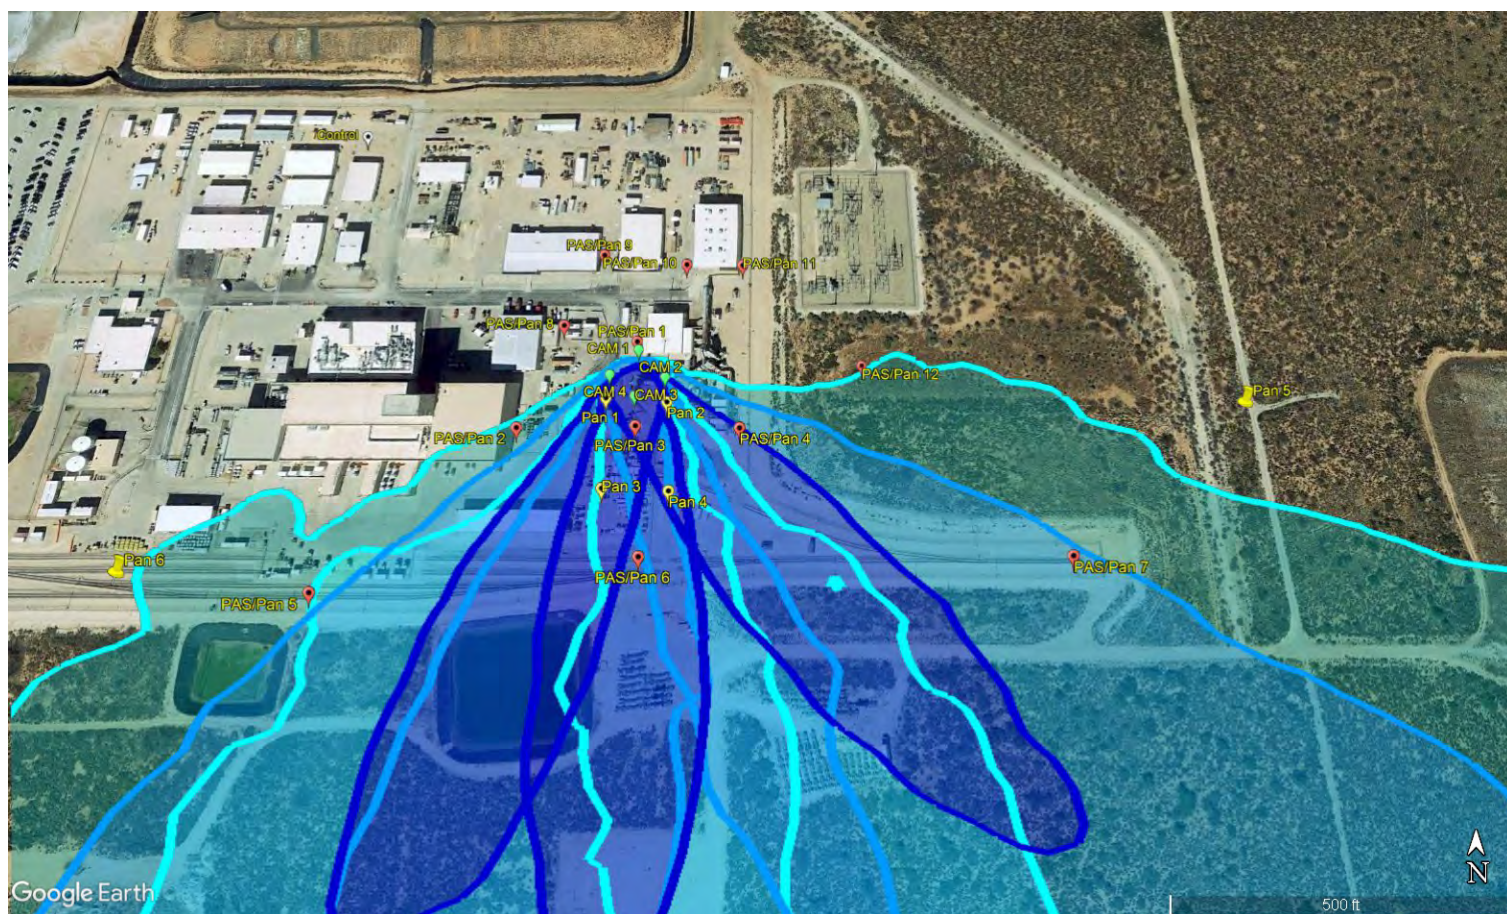 Control
PAS/Pan 9
PAS/Pan 10
PAS/Pan 11
PAS/Pan 8
PAS/Pan 1
CAM 1
CAM 2
PAS/Pan 12
CAM 4
CAM 3
Pan 5
Pan 1
Pan 2
PAS/Pan 2
PAS/Pan 3
PAS/Pan 4
Pan 3
Pan 4
Pan 6
PAS/Pan 6
PAS/Pan 7
PAS/Pan 5
N
Google Earth
500 ft